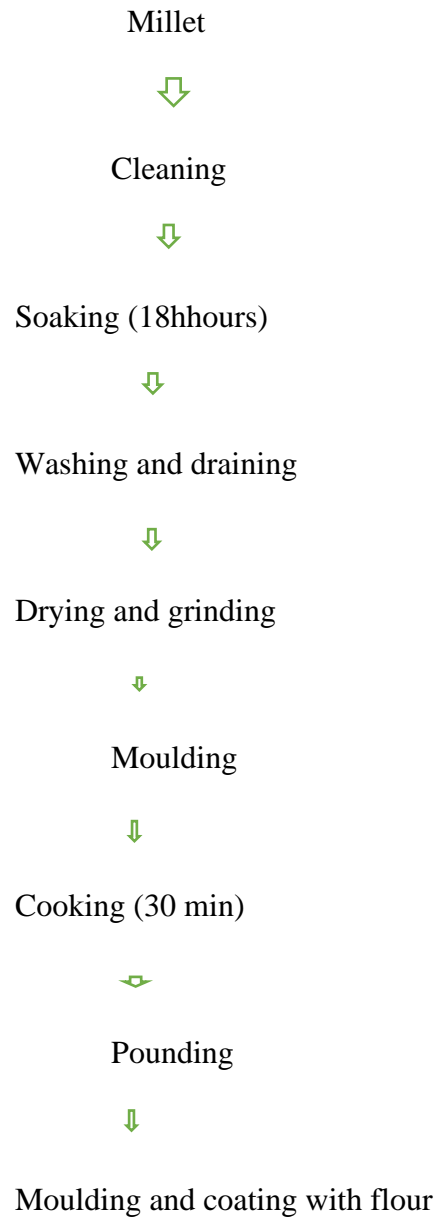 Millet
Cleaning
Soaking (18hhours)
Washing and draining
Drying and grinding
Moulding
Cooking (30 min)
Pounding
Moulding and coating with flour